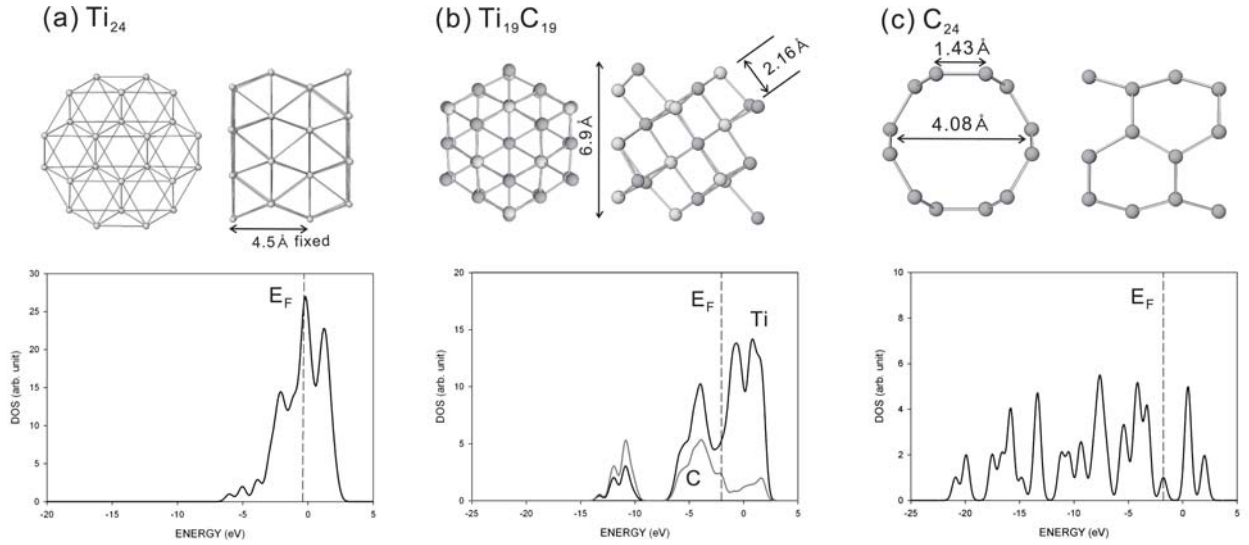 (a) Ti24
4.5Å fixed
30
25
20
15
10
5
0
DOS (arb. unit)
EF
-20 -15 -10 -5 0 5
ENERGY (eV)
(b) Ti19C19
6.9Å
2.16Å
20
15
10
5
0
DOS (arb. unit)
EF
Ti
C
-20 -15 -10 -5 0 5
ENERGY (eV)
(c) C24
1.43Å
4.08Å
10
8
6
4
2
0
DOS (arb. unit)
EF
-25 -20 -15 -10 -5 0 5
ENERGY (eV)